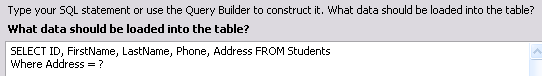 Type your SQL statement or use the Query Builder to construct it. What data should be loaded into the table?
What data should be loaded into the table?
SELECT ID, FirstName, LastName, Phone, Address FROM Students
Where Address = ?